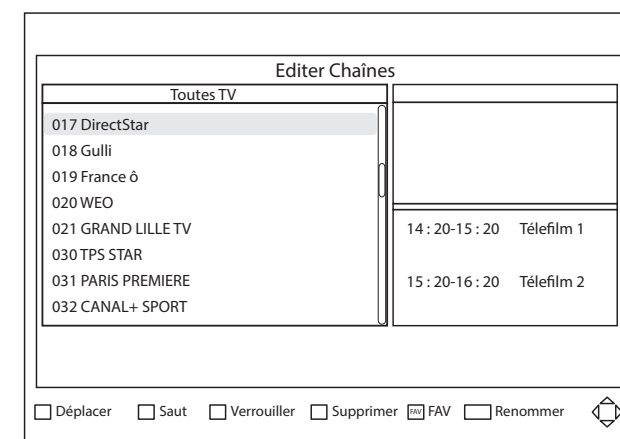 Editer Chaînes
Toutes TV
017 DirectStar
018 Gulli
019 France ô
020 WEO
021 GRAND LILLE TV
030 TPS STAR
031 PARIS PREMIERE
032 CANAL+ SPORT
14 : 20-15 : 20 Télefilm 1
15 : 20-16 : 20 Télefilm 2
Déplacer Saut Verrouiller Supprimer FAV FAV Renommer